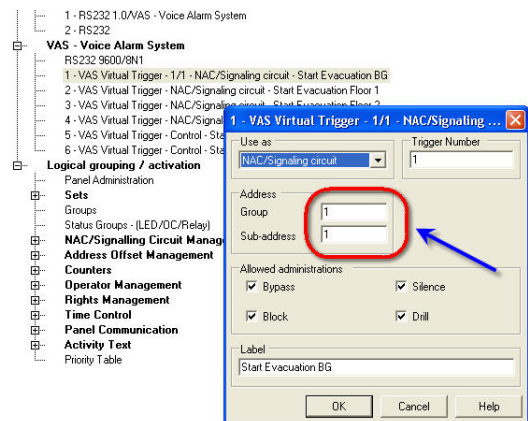 1 - RS232 1.0/VAS - Voice Alarm System
2 - RS232
VAS - Voice Alarm System
RS232 9600/8N1
1 - VAS Virtual Trigger - 1/1 - NAC/Signaling circuit - Start Evacuation BG
2 - VAS Virtual Trigger - NAC/Signaling circuit - Start Evacuation Floor 1
3 - VAS Virtual Trigger - NAC/Signaling circuit - Start Evacuation Floor 2
4 - VAS Virtual Trigger - NAC/Signal
5 - VAS Virtual Trigger - Control - Sta
6 - VAS Virtual Trigger - Control - Sta
Logical grouping / activation
Panel Administration
Sets
Groups
Status Groups - (LED/OC/Relay)
NAC/Signalling Circuit Manag
Address Offset Management
Counters
Operator Management
Rights Management
Time Control
Panel Communication
Activity Text
Priority Table
1 - VAS Virtual Trigger - 1/1 - NAC/Signaling ...
Use as
NAC/Signaling circuit
Trigger Number
1
Address
Group 1
Sub-address 1
Allowed administrations
Bypass Silence
Block Drill
Label
Start Evacuation BG
OK Cancel Help